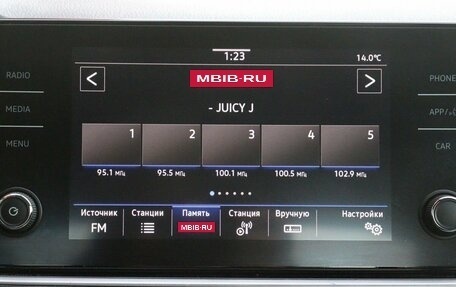 1:23
14.0°C
RADIO
MEDIA
MENU
PHONE
APP/
CAR
MBIB-RU
- JUICY J
1 2 3 4 5
95.1 МГц 95.5 МГц 100.1 МГц 100.5 МГц 102.9 МГц
Источник Станции Память Станция Вручную Настройки
FM MBIB-RU